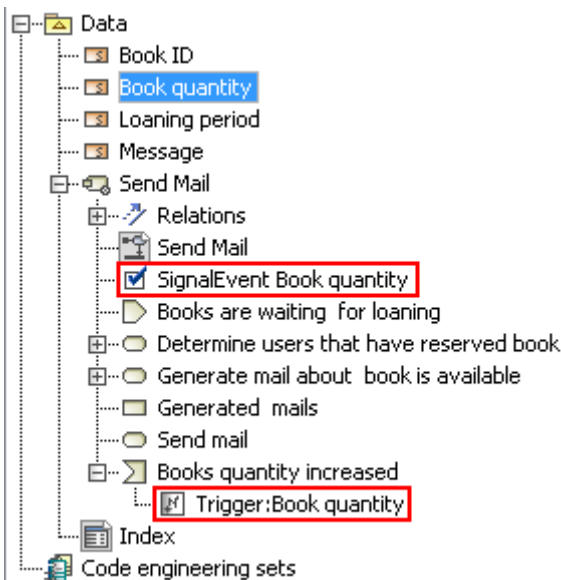 Data
Book ID
Book quantity
Loaning period
Message
Send Mail
Relations
Send Mail
SignalEvent Book quantity
Books are waiting for loaning
Determine users that have reserved book
Generate mail about book is available
Generated mails
Send mail
Books quantity increased
Trigger:Book quantity
Index
Code engineering sets